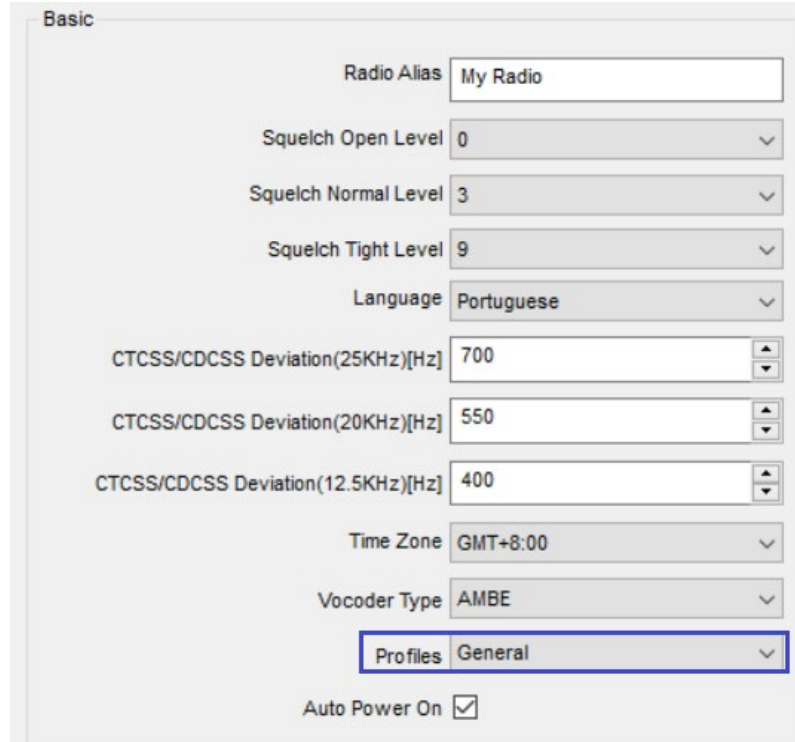 Basic
Radio Alias My Radio
Squelch Open Level 0
Squelch Normal Level 3
Squelch Tight Level 9
Language Portuguese
CTCSS/CDCSS Deviation(25KHz)[Hz] 700
CTCSS/CDCSS Deviation(20KHz)[Hz] 550
CTCSS/CDCSS Deviation(12.5KHz)[Hz] 400
Time Zone GMT+8:00
Vocoder Type AMBE
Profiles General
Auto Power On